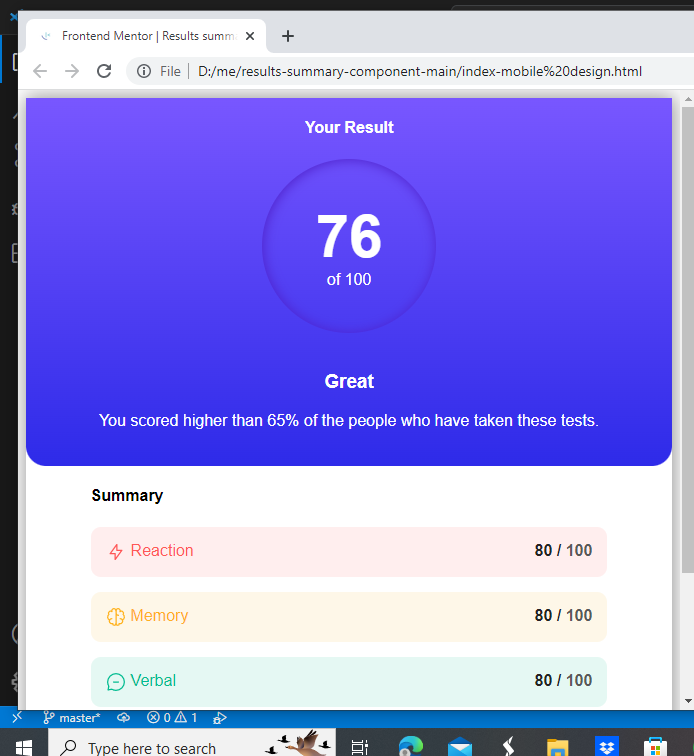 Frontend Mentor | Results summ
File | D:/me/results-summary-component-main/index-mobile%20design.html
Your Result
76
of 100
Great
You scored higher than 65% of the people who have taken these tests.
Summary
Reaction 80 / 100
Memory 80 / 100
Verbal 80 / 100
master* 0 1
Type here to search